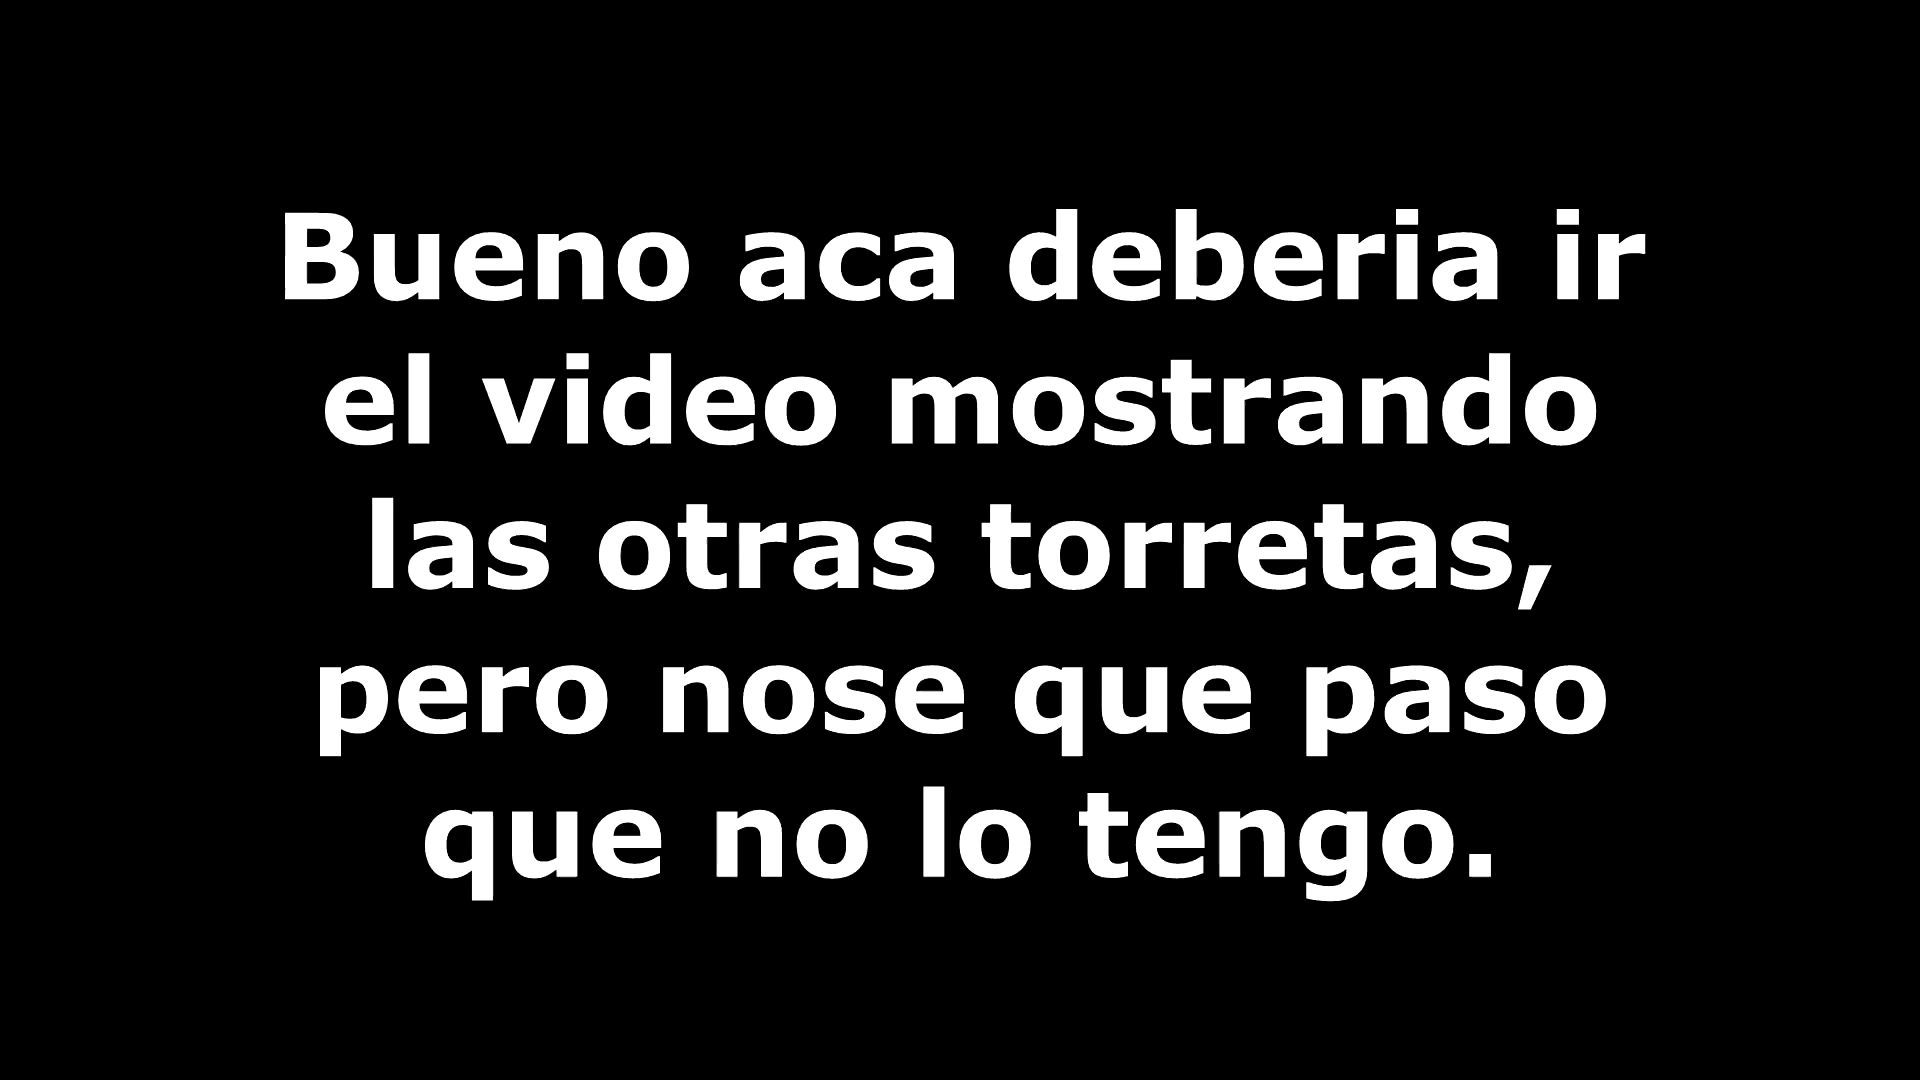 Bueno aca deberia ir
el video mostrando
las otras torretas,
pero nose que paso
que no lo tengo.